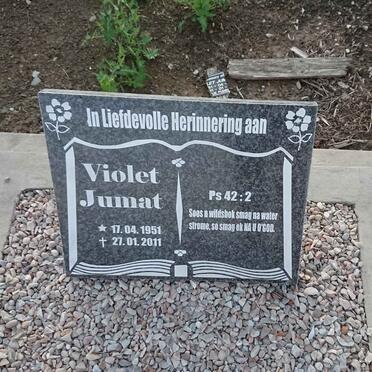 In Liefdevolle Herinnering aan
Violet
Jumat
★ 17. 04. 1951
✝ 27. 01. 2011
Ps 42 : 2
Soos n wildsbok smag na water
strome, so smag ek NA U O'GOD.